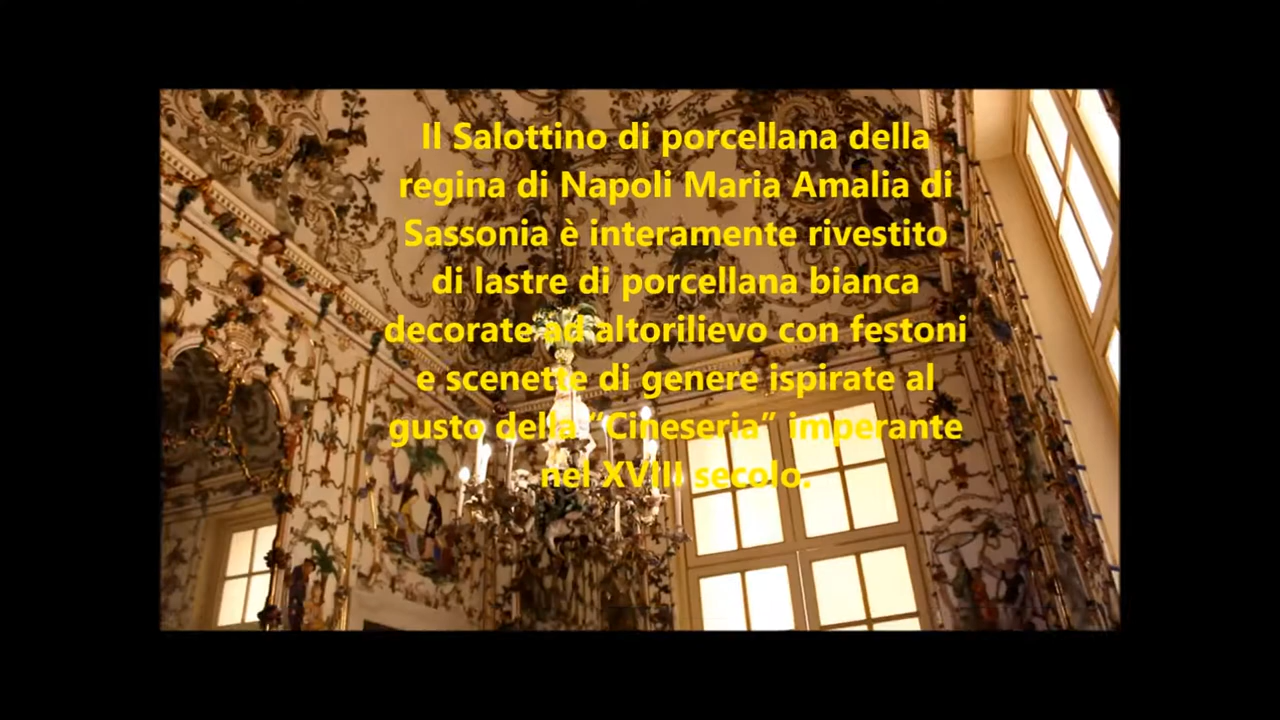 Il Salottino di porcellana della
regina di Napoli Maria Amalia di
Sassonia è interamente rivestito
di lastre di porcellana bianca
decorate ad altorilievo con festoni
e scenette di genere ispirate al
gusto della “Cineseria” imperante
nel XVIII secolo.